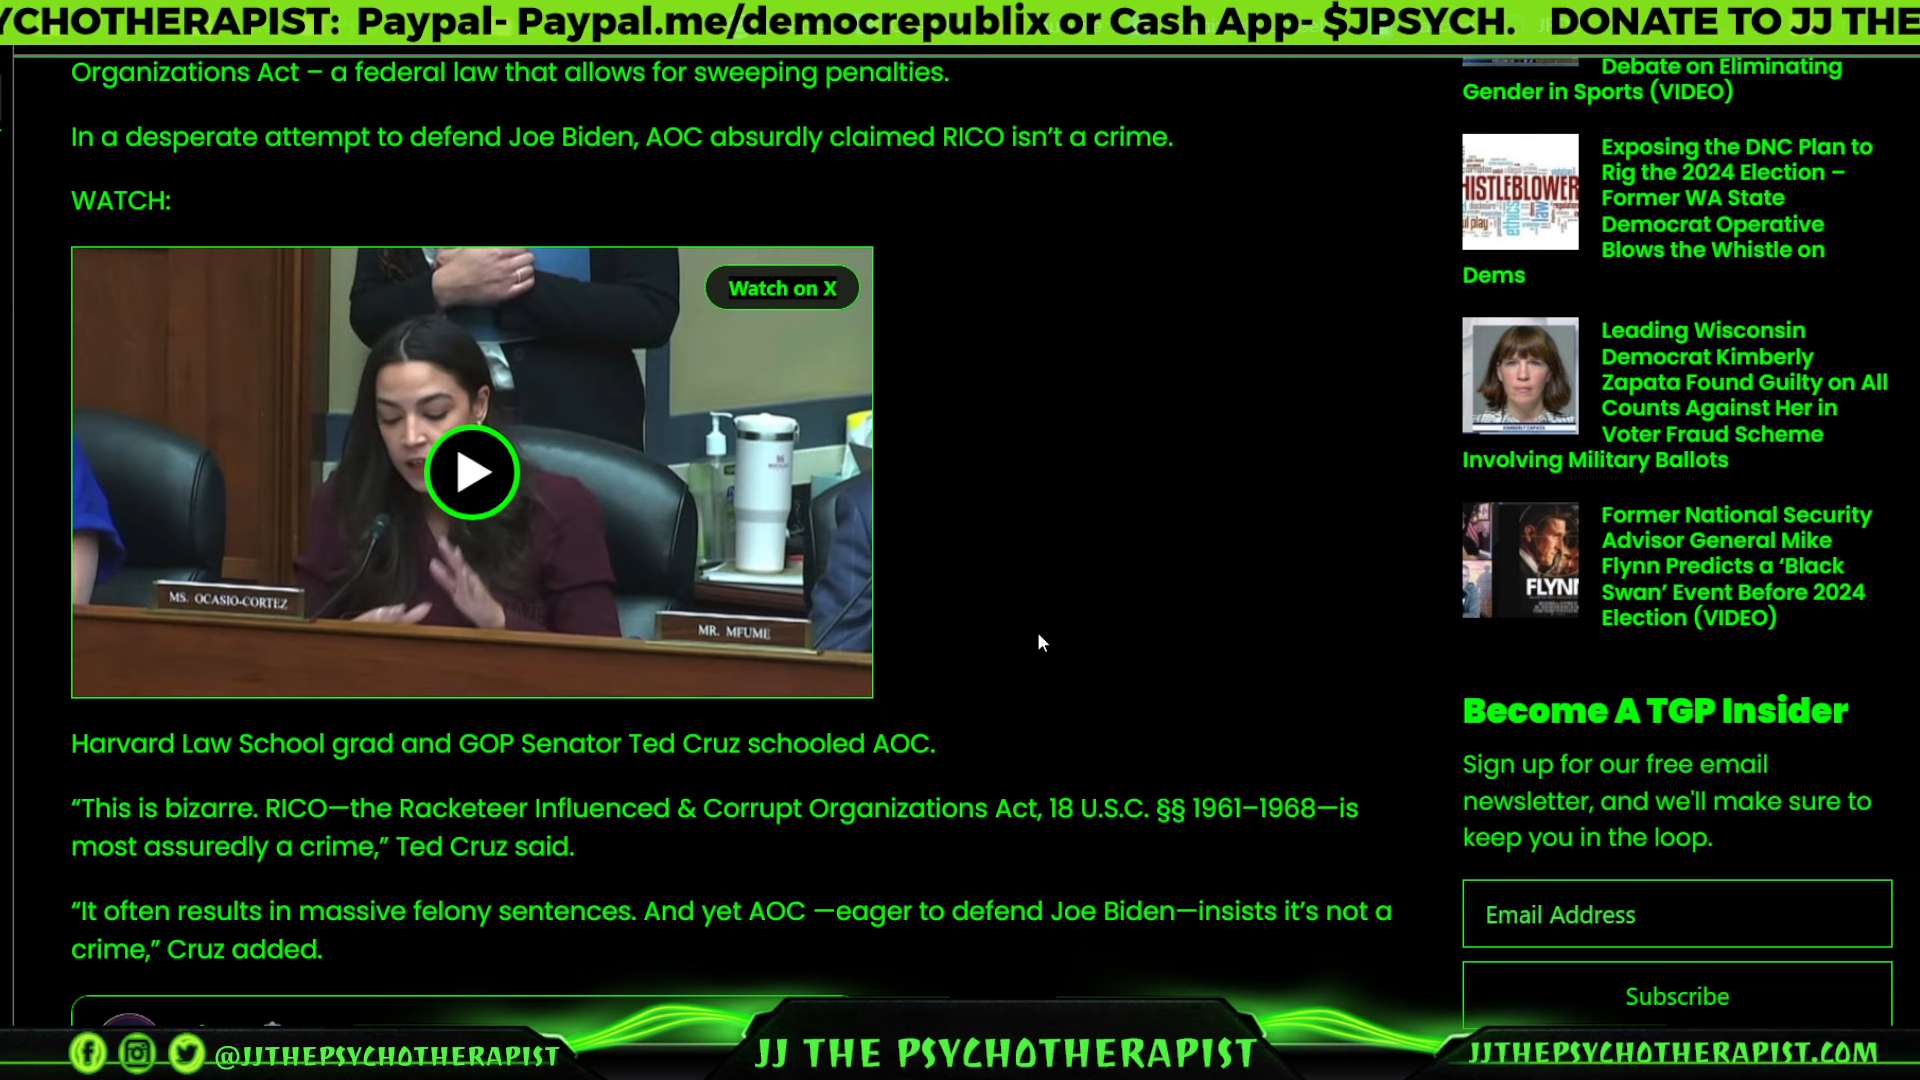 YCHOTHERAPIST: Paypal- Paypal.me/democrepublix or Cash App- $JPSYCH. DONATE TO JJ THE
Organizations Act – a federal law that allows for sweeping penalties.
In a desperate attempt to defend Joe Biden, AOC absurdly claimed RICO isn’t a crime.
WATCH:
Watch on X
MS. OCASIO-CORTEZ
MR. MFUME
Harvard Law School grad and GOP Senator Ted Cruz schooled AOC.
“This is bizarre. RICO—the Racketeer Influenced & Corrupt Organizations Act, 18 U.S.C. §§ 1961–1968—is
most assuredly a crime,” Ted Cruz said.
“It often results in massive felony sentences. And yet AOC —eager to defend Joe Biden—insists it’s not a
crime,” Cruz added.
Debate on Eliminating
Gender in Sports (VIDEO)
HISTLEBLOWER
ethics
law
ul play
Exposing the DNC Plan to
Rig the 2024 Election –
Former WA State
Democrat Operative
Blows the Whistle on
Dems
KIMBERLY ZAPATA
Leading Wisconsin
Democrat Kimberly
Zapata Found Guilty on All
Counts Against Her in
Voter Fraud Scheme
Involving Military Ballots
FLYN
Former National Security
Advisor General Mike
Flynn Predicts a ‘Black
Swan’ Event Before 2024
Election (VIDEO)
Become A TGP Insider
Sign up for our free email
newsletter, and we'll make sure to
keep you in the loop.
Email Address
Subscribe
@JJTHEPSYCHOTHERAPIST
JJ THE PSYCHOTHERAPIST
JJTHEPSYCHOTHERAPIST.COM